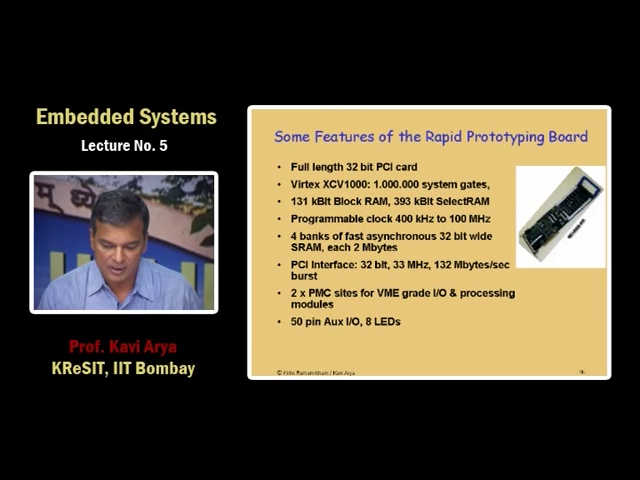 Embedded Systems
Lecture No. 5
Prof. Kavi Arya
KReSIT, IIT Bombay
Some Features of the Rapid Prototyping Board
• Full length 32 bit PCI card
• Virtex XCV1000: 1.000.000 system gates,
• 131 kBit Block RAM, 393 kBit SelectRAM
• Programmable clock 400 kHz to 100 MHz
• 4 banks of fast asynchronous 32 bit wide
SRAM, each 2 Mbytes
• PCI Interface: 32 bit, 33 MHz, 132 Mbytes/sec
burst
• 2 x PMC sites for VME grade I/O & processing
modules
• 50 pin Aux I/O, 8 LEDs
© Krithi Ramamritham / Kavi Arya